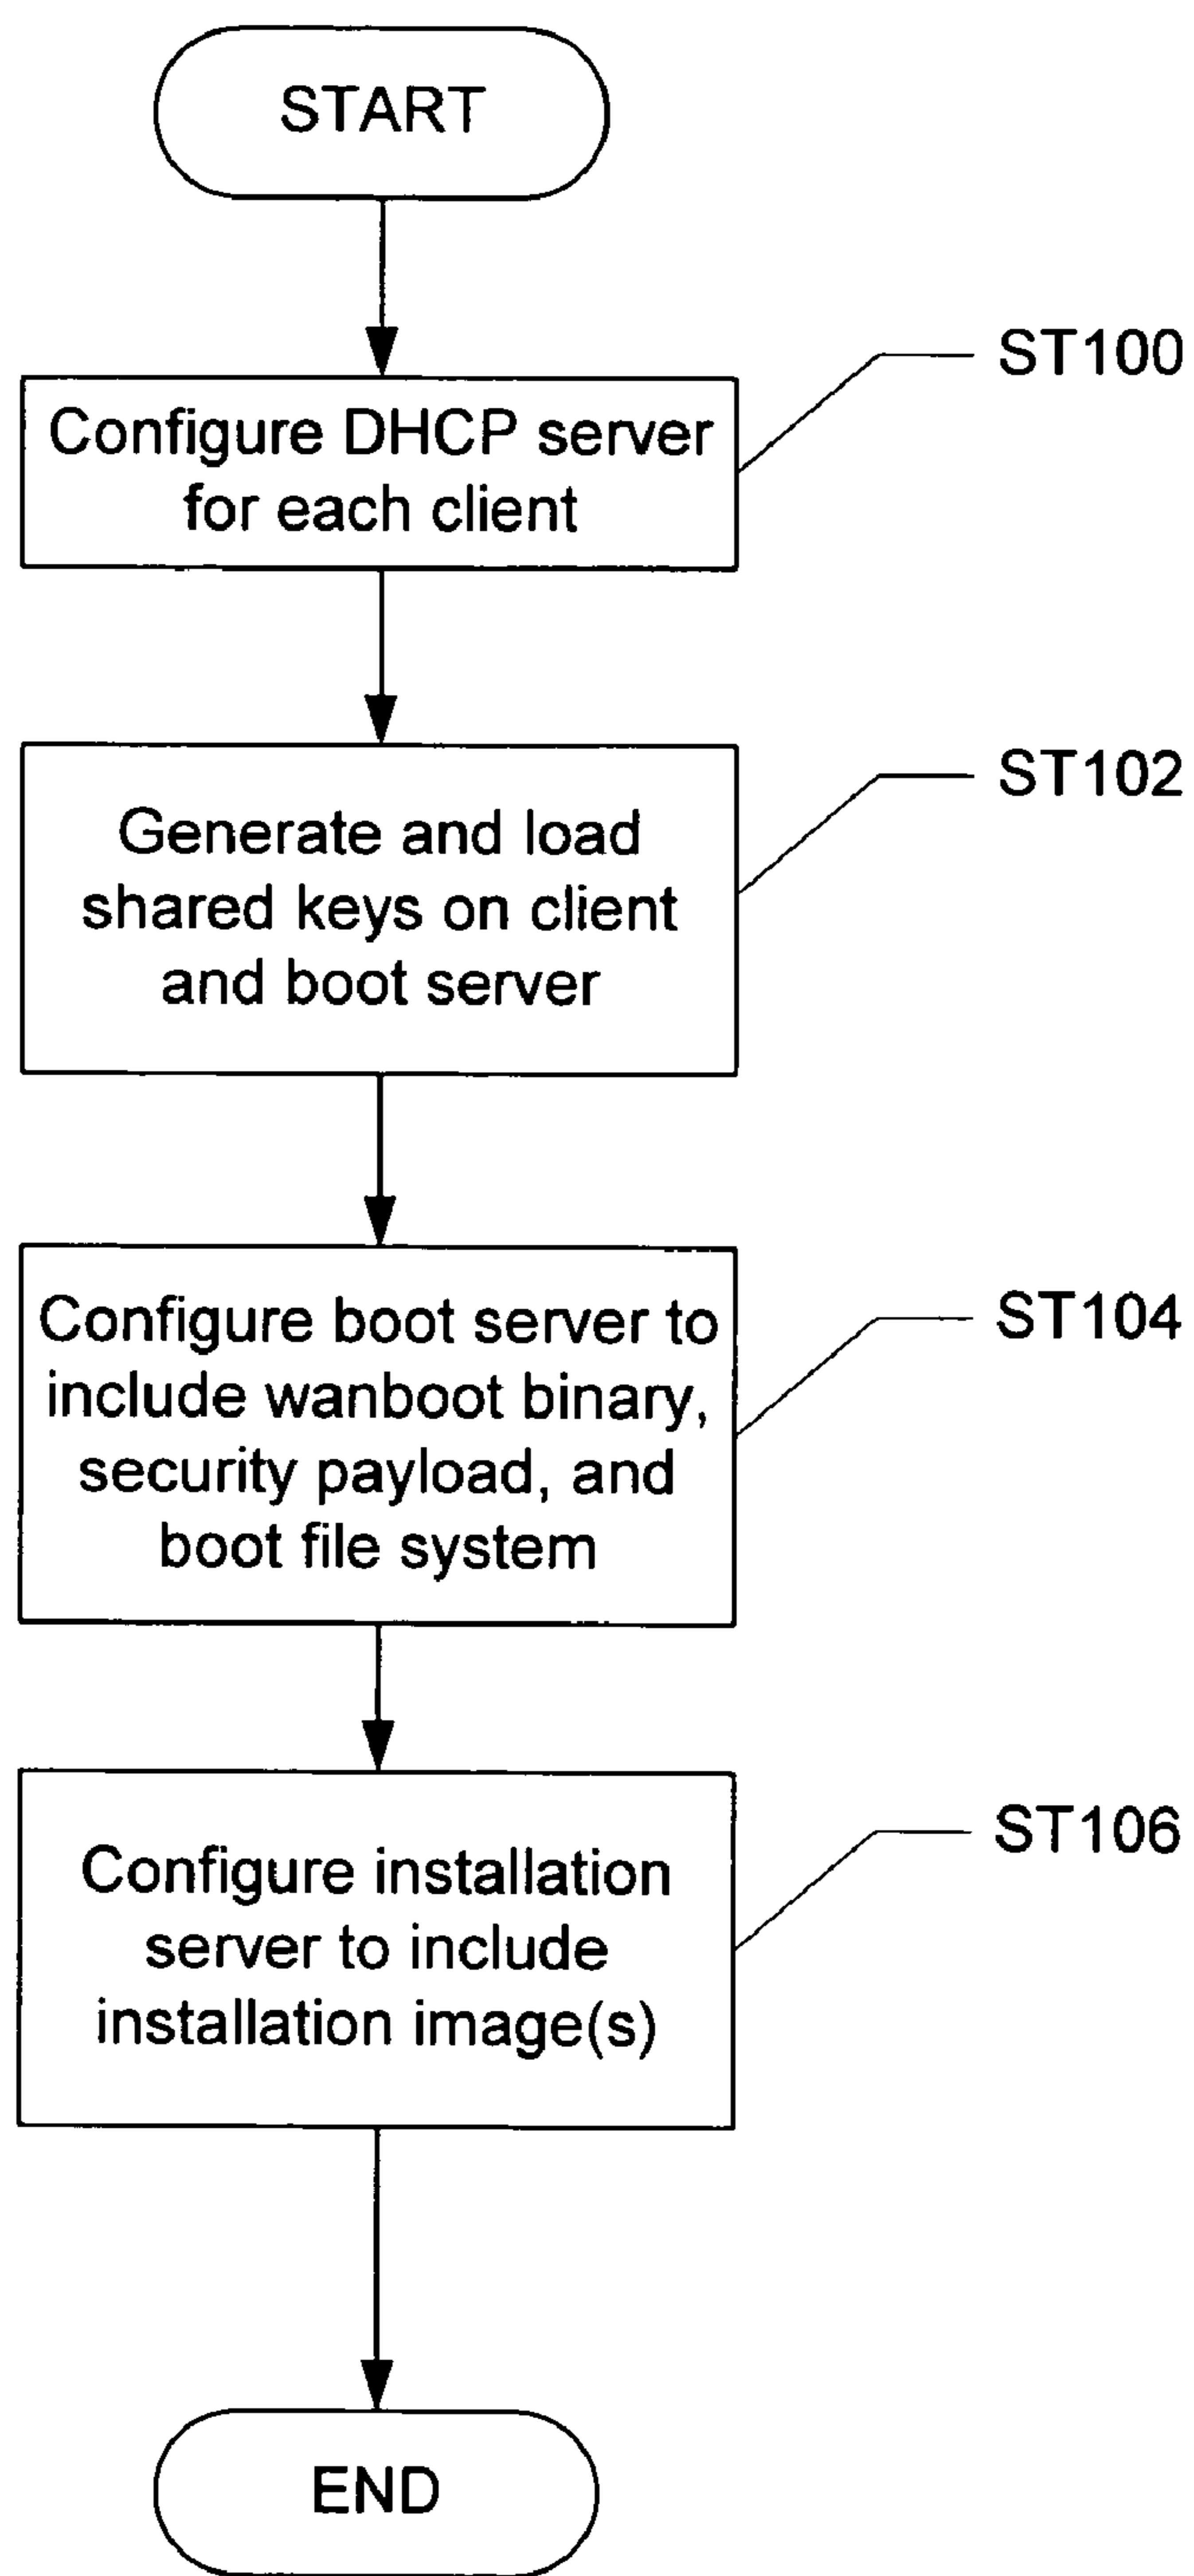 START
ST100
Configure DHCP server
for each client
ST102
Generate and load
shared keys on client
and boot server
ST104
Configure boot server to
include wanboot binary,
security payload, and
boot file system
ST106
Configure installation
server to include
installation image(s)
END